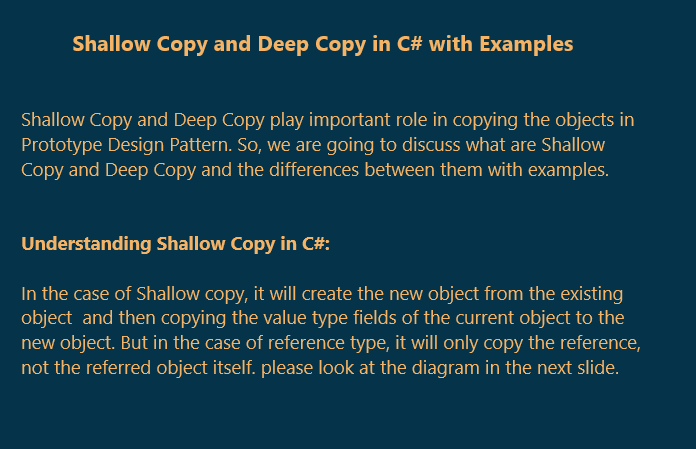 Shallow Copy and Deep Copy in C# with Examples
Shallow Copy and Deep Copy play important role in copying the objects in
Prototype Design Pattern. So, we are going to discuss what are Shallow
Copy and Deep Copy and the differences between them with examples.
Understanding Shallow Copy in C#:
In the case of Shallow copy, it will create the new object from the existing
object  and then copying the value type fields of the current object to the
new object. But in the case of reference type, it will only copy the reference,
not the referred object itself. please look at the diagram in the next slide.